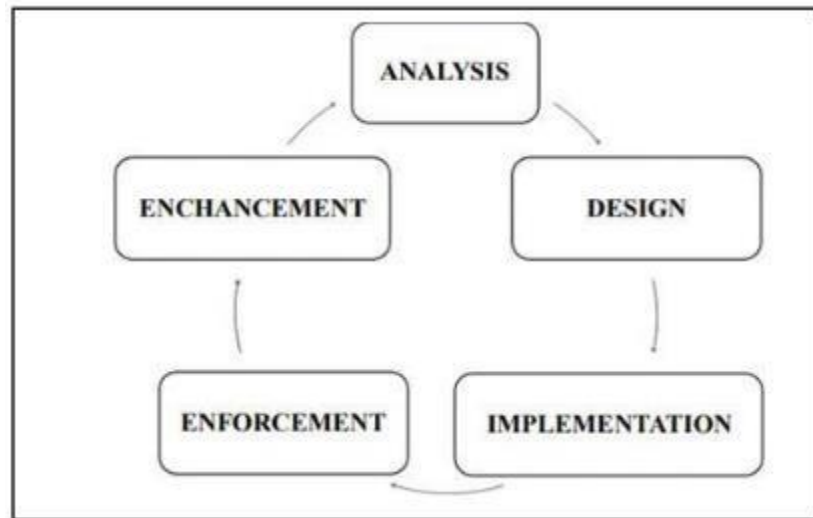 ANALYSIS
ENCHANCEMENT
DESIGN
ENFORCEMENT
IMPLEMENTATION